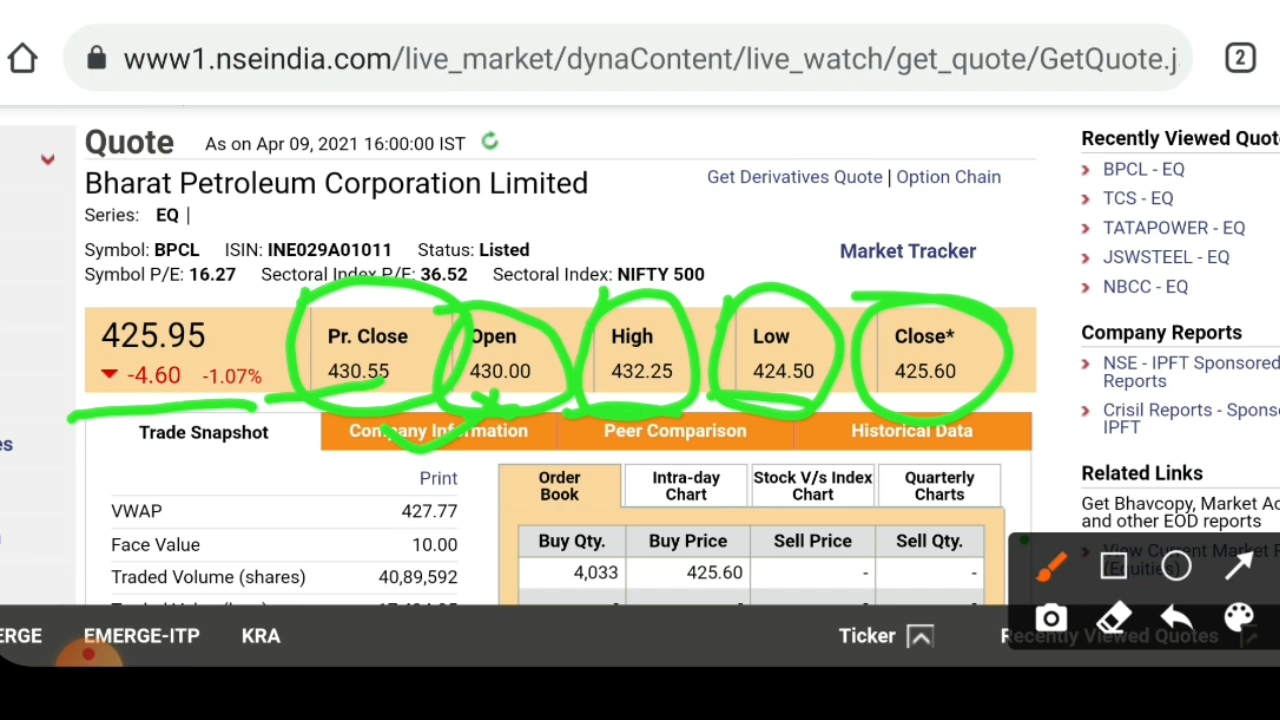 www1.nseindia.com/live_market/dynaContent/live_watch/get_quote/GetQuote.j
2
Quote As on Apr 09, 2021 16:00:00 IST
Bharat Petroleum Corporation Limited
Get Derivatives Quote | Option Chain
Series: EQ |
Symbol: BPCL ISIN: INE029A01011 Status: Listed
Market Tracker
Symbol P/E: 16.27 Sectoral Index P/E: 36.52 Sectoral Index: NIFTY 500
425.95
-4.60 -1.07%
Pr. Close Open High Low Close*
430.55 430.00 432.25 424.50 425.60
Trade Snapshot Company Information Peer Comparison Historical Data
Print
VWAP 427.77
Face Value 10.00
Traded Volume (shares) 40,89,592
Order Book
Intra-day Chart
Stock V/s Index Chart
Quarterly Charts
Buy Qty. Buy Price Sell Price Sell Qty.
4,033 425.60 - -
Recently Viewed Quot
BPCL - EQ
TCS - EQ
TATAPOWER - EQ
JSWSTEEL - EQ
NBCC - EQ
Company Reports
NSE - IPFT Sponsored
Reports
Crisil Reports - Spons
IPFT
Related Links
Get Bhavcopy, Market Ac
and other EOD reports
View Current Market
(Equities)
es
ERGE EMERGE-ITP KRA Ticker Recently Viewed Quotes